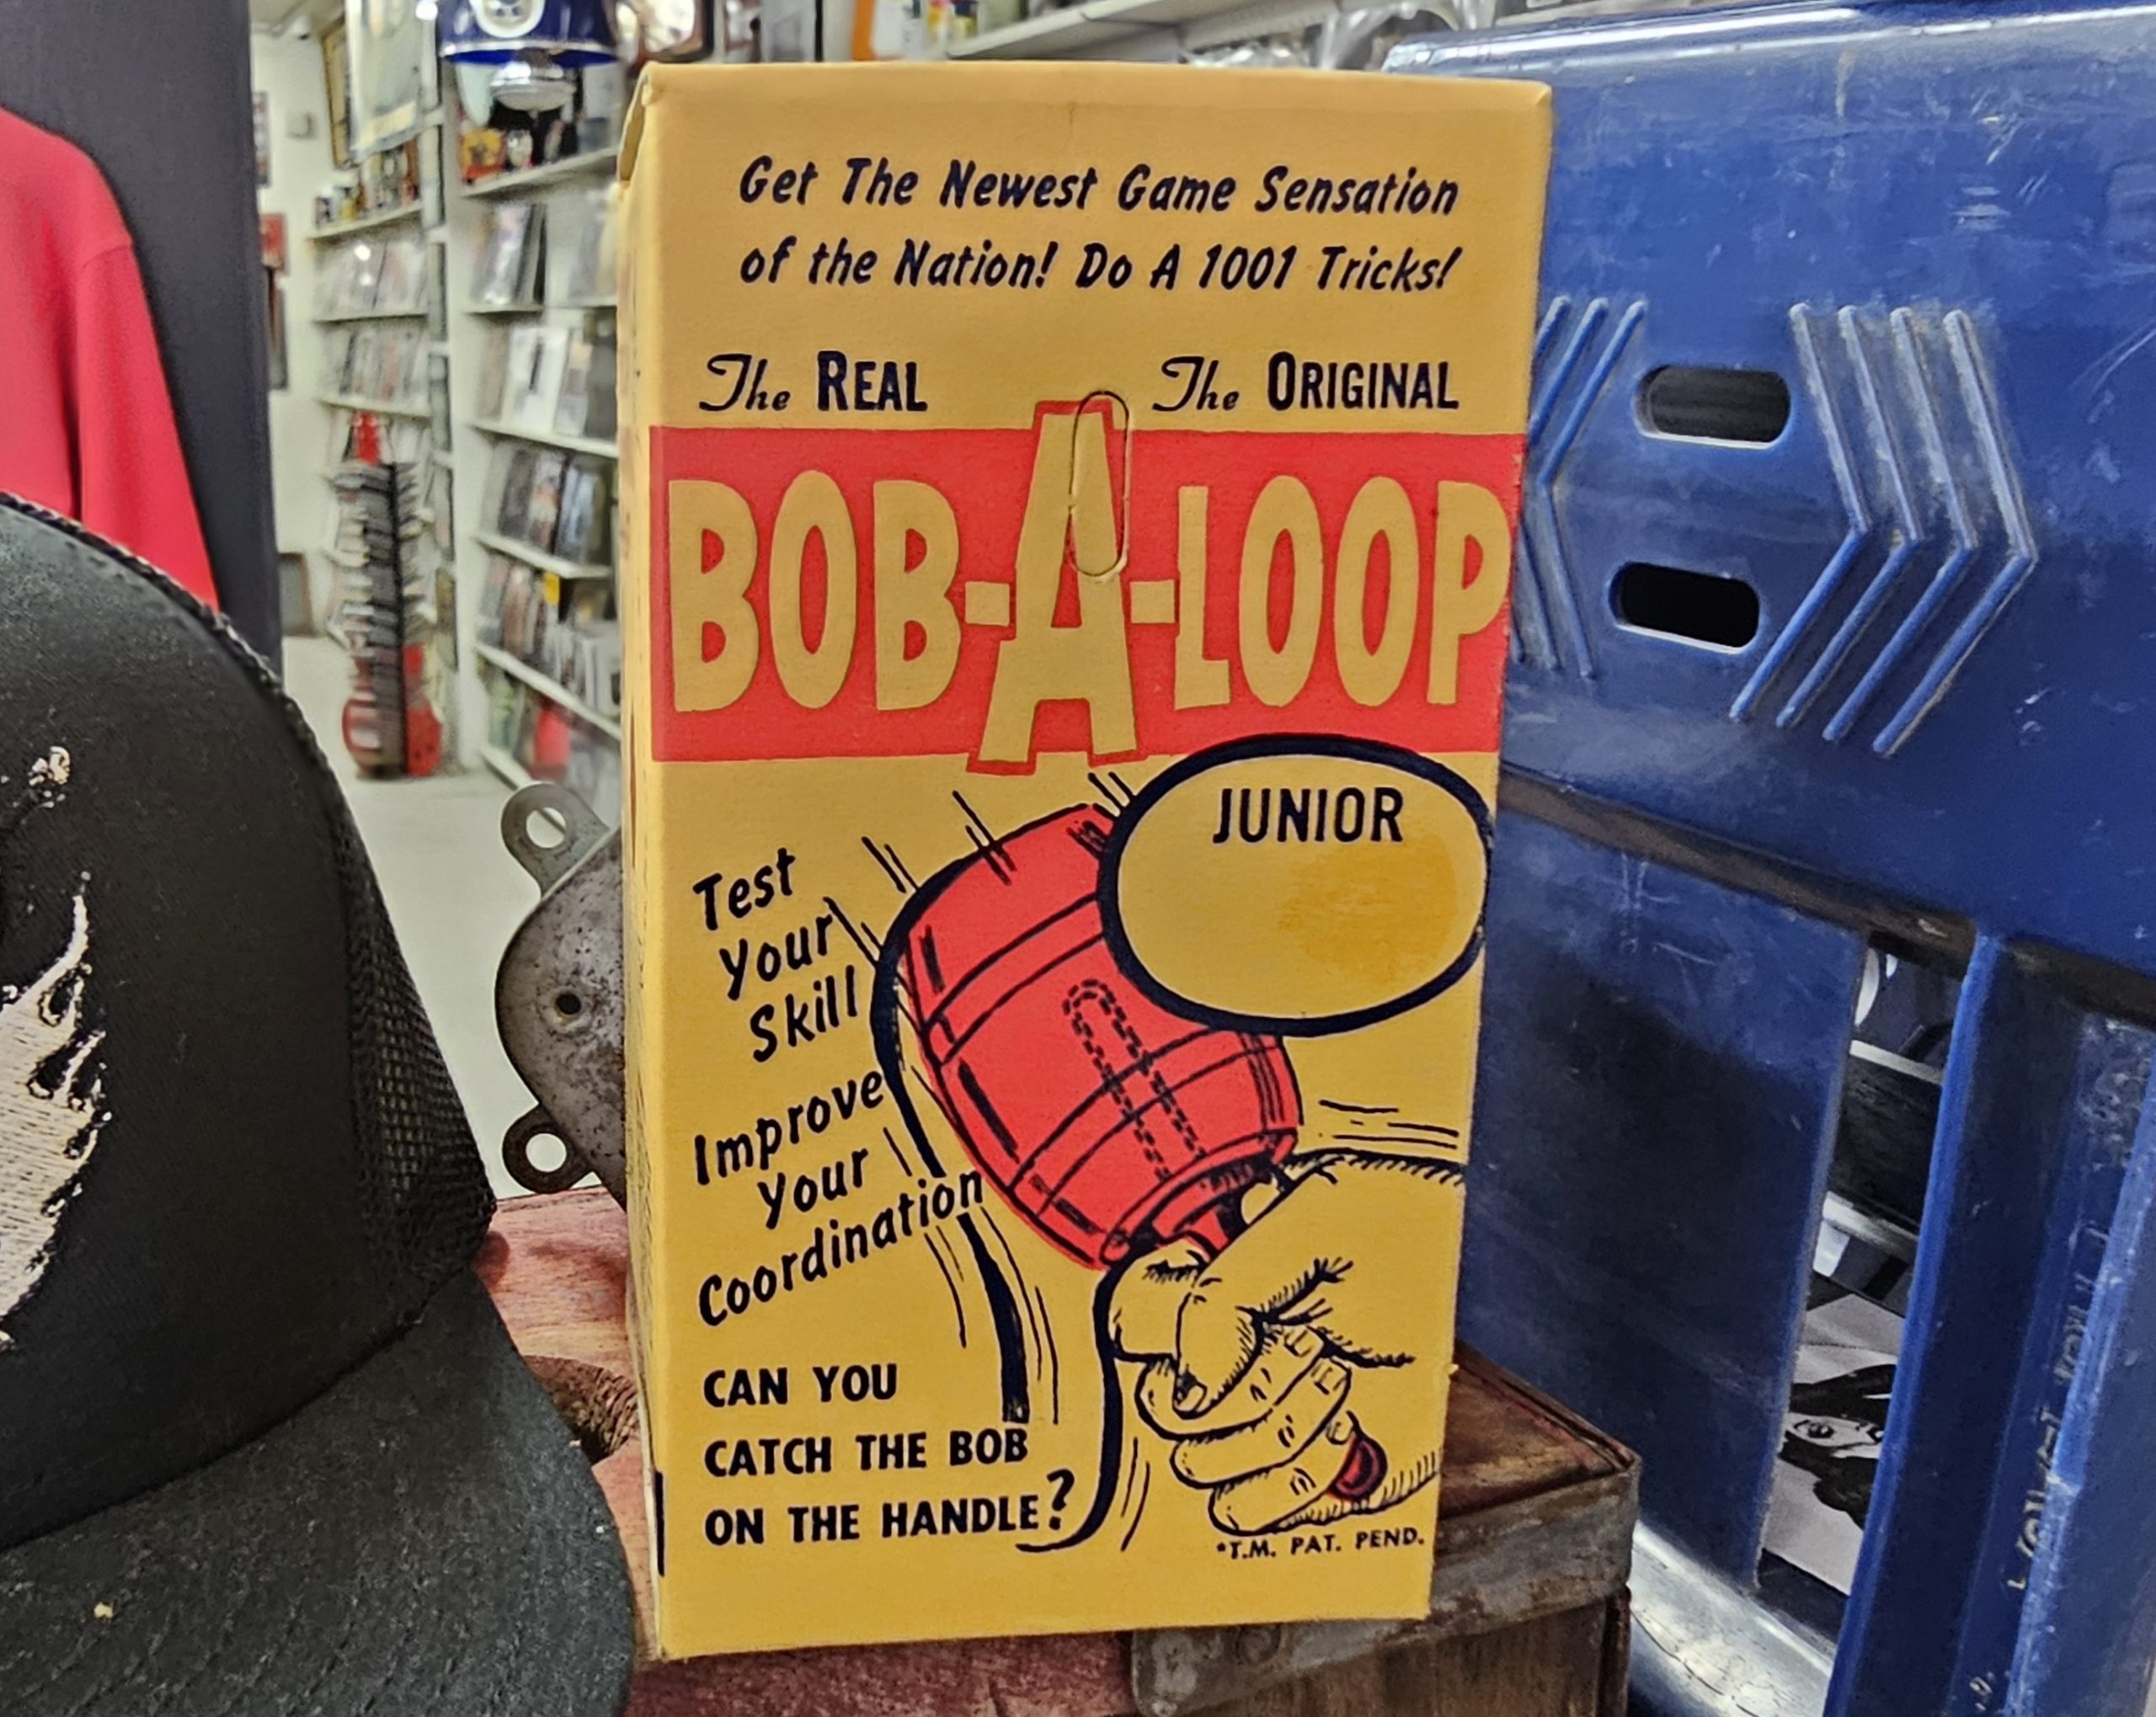 Get The Newest Game Sensation
of the Nation! Do A 1001 Tricks!
The REAL The ORIGINAL
BOB-A-LOOP
JUNIOR
Test
Your
Skill
Improve
Your
Coordination
CAN YOU
CATCH THE BOB
ON THE HANDLE?
*T.M. PAT. PEND.